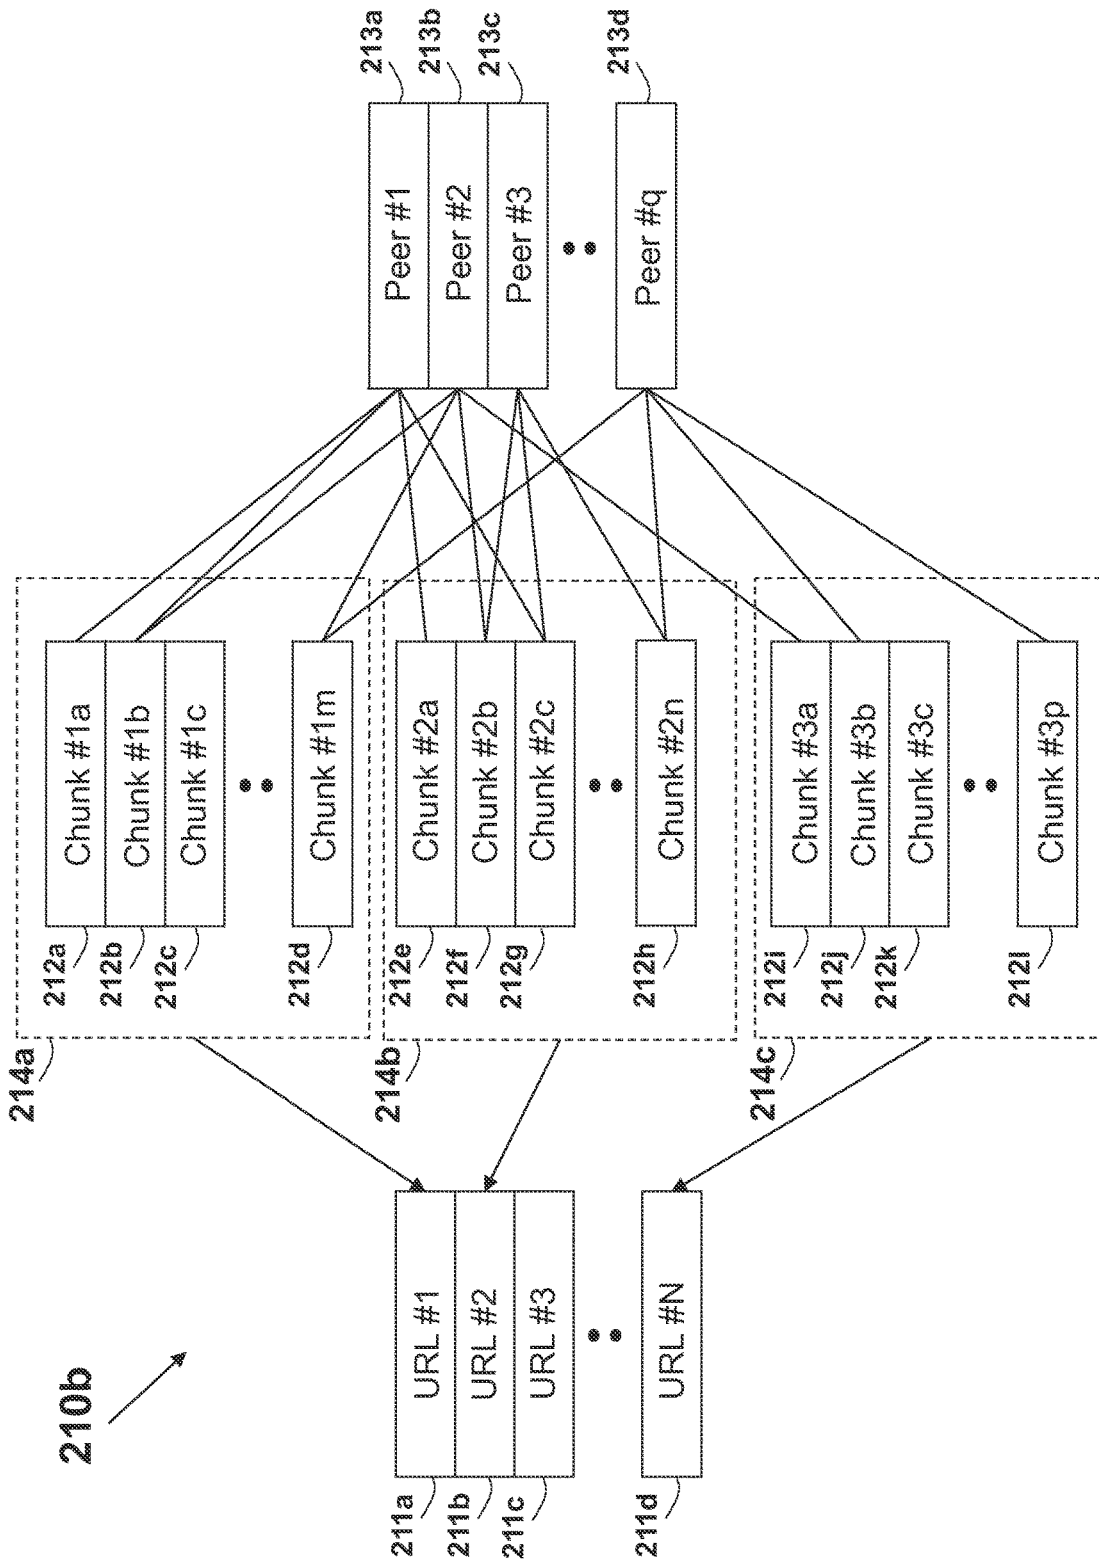 210b
211a
URL #1
211b
URL #2
211c
URL #3
211d
URL #N
214a
212a
Chunk #1a
212b
Chunk #1b
212c
Chunk #1c
212d
Chunk #1m
214b
212e
Chunk #2a
212f
Chunk #2b
212g
Chunk #2c
212h
Chunk #2n
214c
212i
Chunk #3a
212j
Chunk #3b
212k
Chunk #3c
212l
Chunk #3p
Peer #1
213a
Peer #2
213b
Peer #3
213c
Peer #q
213d